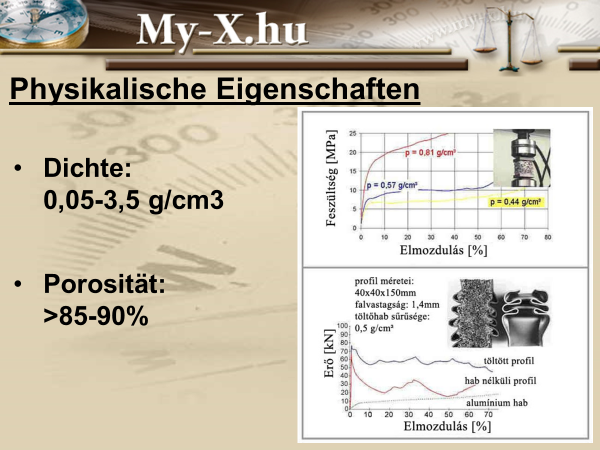 My-X.hu
Physikalische Eigenschaften
• Dichte:
0,05-3,5 g/cm3
• Porosität:
>85-90%
Feszültség [MPa]
25
20
15
10
5
0
p = 0,81 g/cm³
p = 0,57 g/cm³
p = 0,44 g/cm³
0 10 20 30 40 50 60 70 80
Elmozdulás [%]
profil méretei:
40x40x150mm
falvastagság: 1,4mm
töltőhab sűrűsége:
0,5 g/cm³
Erő [kN]
100
90
80
70
60
50
40
30
20
10
0
töltött profil
hab nélküli profil
alumínium hab
0 10 20 30 40 50 60 70
Elmozdulás [%]